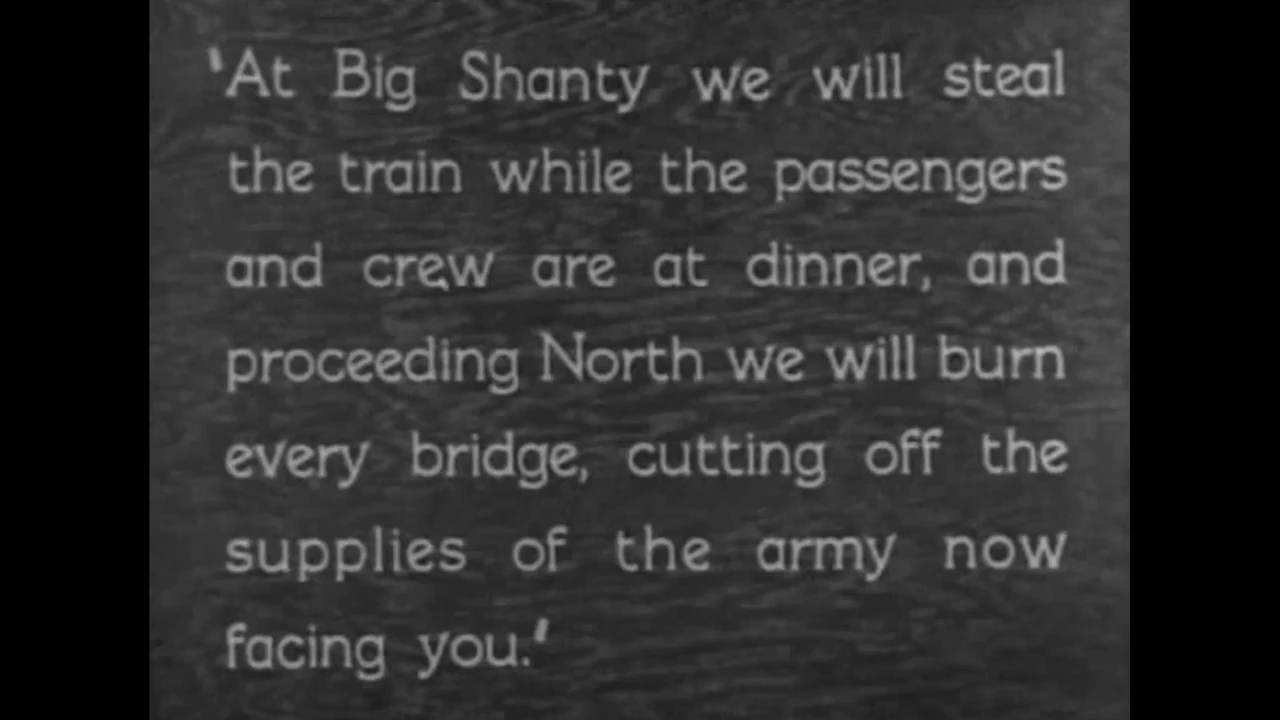 'At Big Shanty we will steal
the train while the passengers
and crew are at dinner, and
proceeding North we will burn
every bridge, cutting off the
supplies of the army now
facing you.'